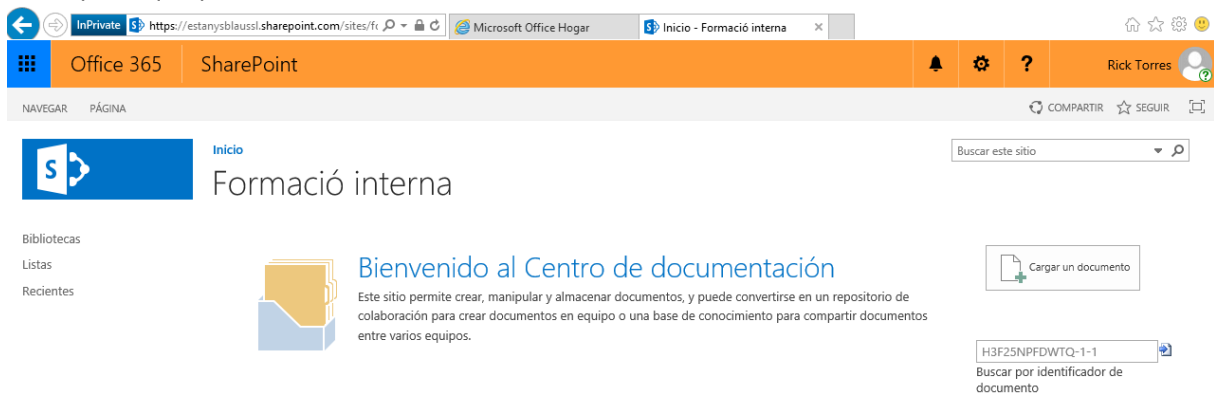 InPrivate https://estanysblaussl.sharepoint.com/sites/fc Microsoft Office Hogar Inicio - Formació interna
Office 365 SharePoint ? Rick Torres
NAVEGAR PÁGINA COMPARTIR SEGUIR
Inicio
Buscar este sitio
S
Formació interna
Bibliotecas
Listas
Recientes
Bienvenido al Centro de documentación
Este sitio permite crear, manipular y almacenar documentos, y puede convertirse en un repositorio de
colaboración para crear documentos en equipo o una base de conocimiento para compartir documentos
entre varios equipos.
Cargar un documento
H3F25NPFDWTQ-1-1
Buscar por identificador de
documento